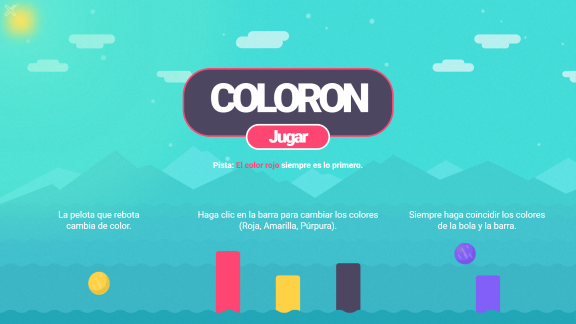 COLORON
Jugar
Pista: El color rojo siempre es lo primero.
La pelota que rebota
cambia de color.
Haga clic en la barra para cambiar los colores
(Roja, Amarilla, Púrpura).
Siempre haga coincidir los colores
de la bola y la barra.